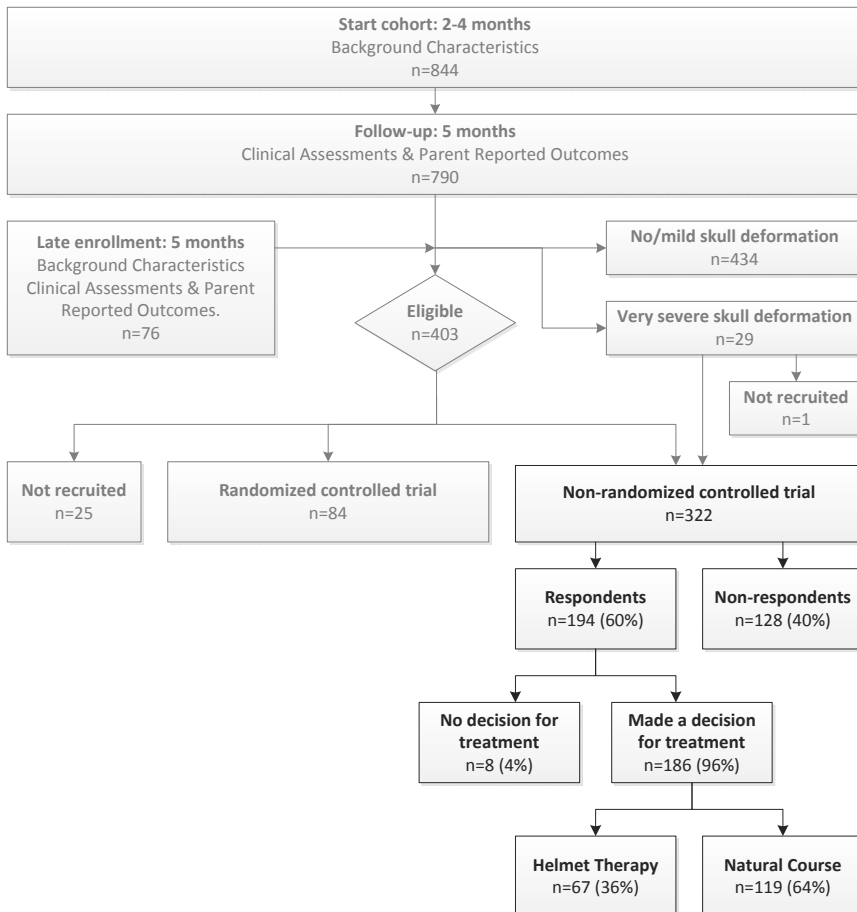 Start cohort: 2-4 months
Background Characteristics
n=844
Follow-up: 5 months
Clinical Assessments & Parent Reported Outcomes
n=790
Late enrollment: 5 months
Background Characteristics
Clinical Assessments & Parent
Reported Outcomes.
n=76
No/mild skull deformation
n=434
Eligible
n=403
Very severe skull deformation
n=29
Not recruited
n=1
Not recruited
n=25
Randomized controlled trial
n=84
Non-randomized controlled trial
n=322
Respondents
n=194 (60%)
Non-respondents
n=128 (40%)
No decision for
treatment
n=8 (4%)
Made a decision
for treatment
n=186 (96%)
Helmet Therapy
n=67 (36%)
Natural Course
n=119 (64%)